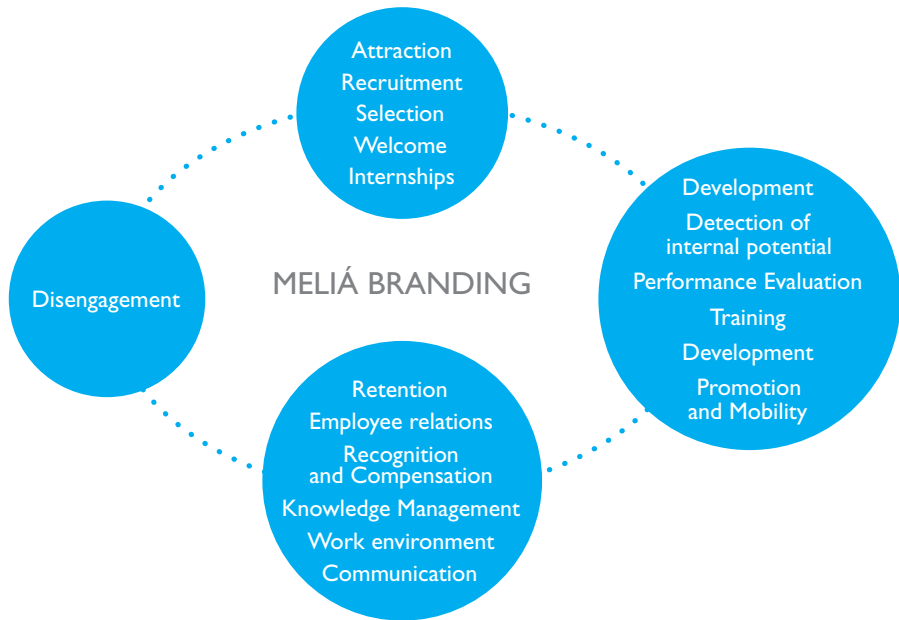 Attraction
Recruitment
Selection
Welcome
Internships
Development
Detection of
internal potential
Performance Evaluation
Training
Development
Promotion
and Mobility
MELIÁ BRANDING
Disengagement
Retention
Employee relations
Recognition
and Compensation
Knowledge Management
Work environment
Communication